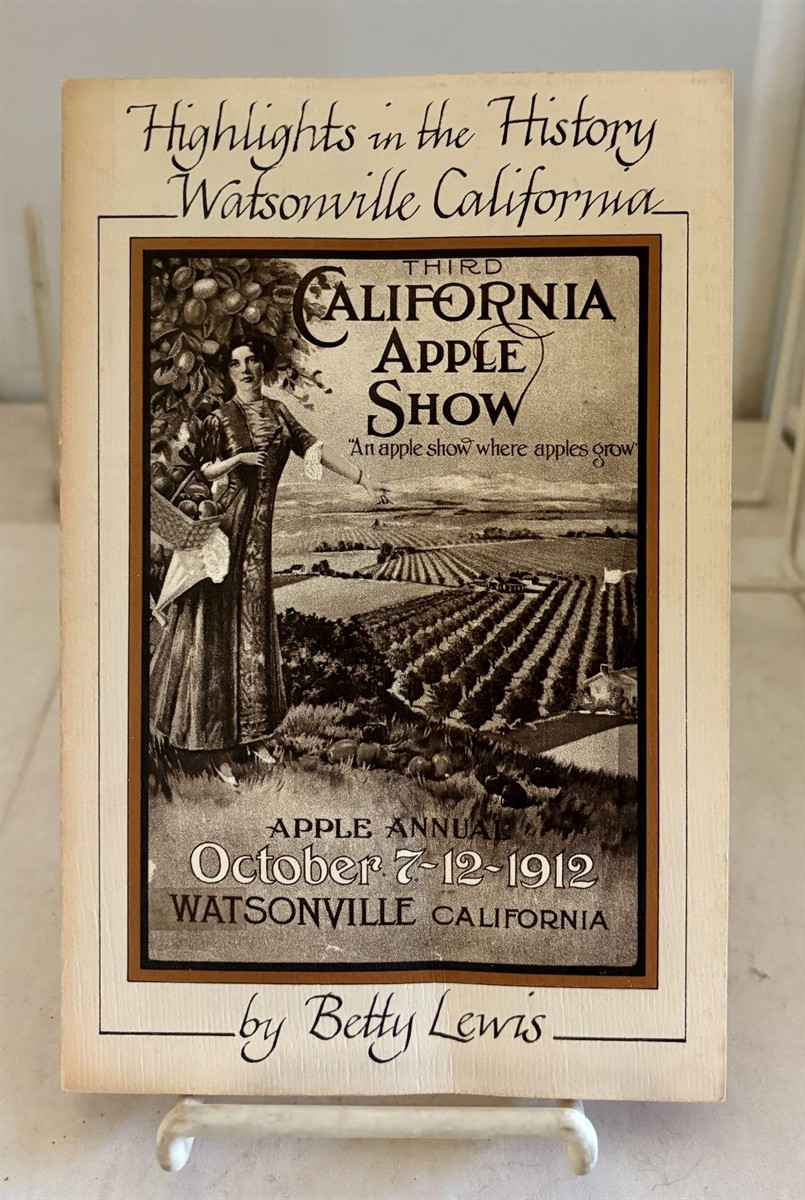 Highlights in the History
Watsonville California
THIRD
CALIFORNIA
APPLE
SHOW
"An apple show where apples grow"
APPLE ANNUAL
October 7-12-1912
WATSONVILLE CALIFORNIA
by Betty Lewis